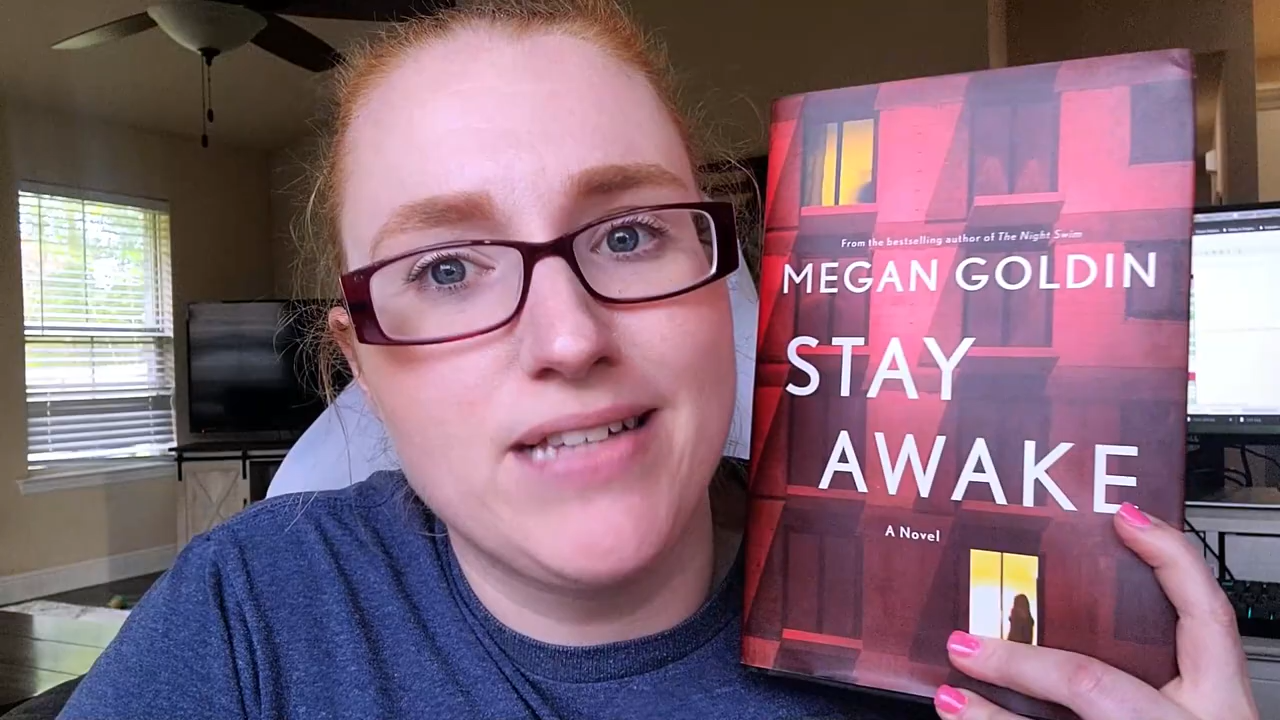 From the bestselling author of The Night Swim
MEGAN GOLDIN
STAY
AWAKE
A Novel